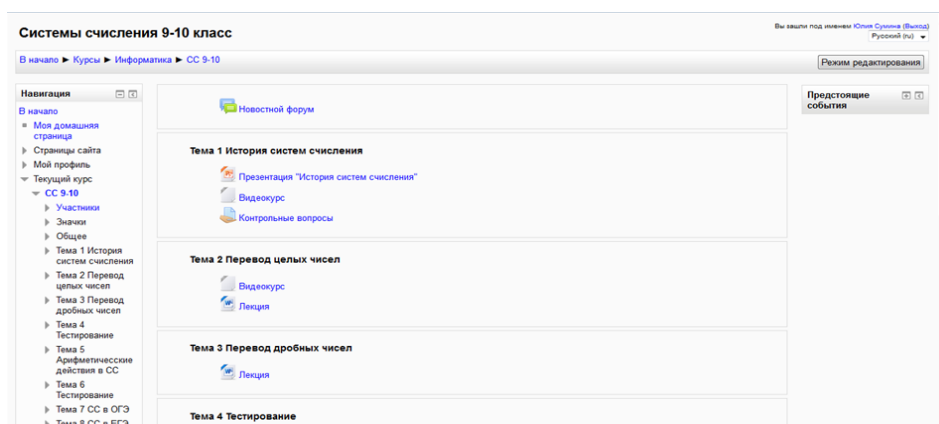 Системы счисления 9-10 класс
Вы зашли под именем Юлия Сумина (Выход)
Русский (ru)
В начало ► Курсы ► Информатика ► СС 9-10
Режим редактирования
Навигация
В начало
Моя домашняя
страница
Страницы сайта
Мой профиль
Текущий курс
СС 9-10
Участники
Значки
Общее
Тема 1 История
систем счисления
Тема 2 Перевод
целых чисел
Тема 3 Перевод
дробных чисел
Тема 4
Тестирование
Тема 5
Арифметичесские
действия в СС
Тема 6
Тестирование
Тема 7 СС в ОГЭ
Тема 8 СС в ЕГЭ
Новостной форум
Тема 1 История систем счисления
Презентация "История систем счисления"
Видеокурс
Контрольные вопросы
Тема 2 Перевод целых чисел
Видеокурс
Лекция
Тема 3 Перевод дробных чисел
Лекция
Тема 4 Тестирование
Предстоящие
события